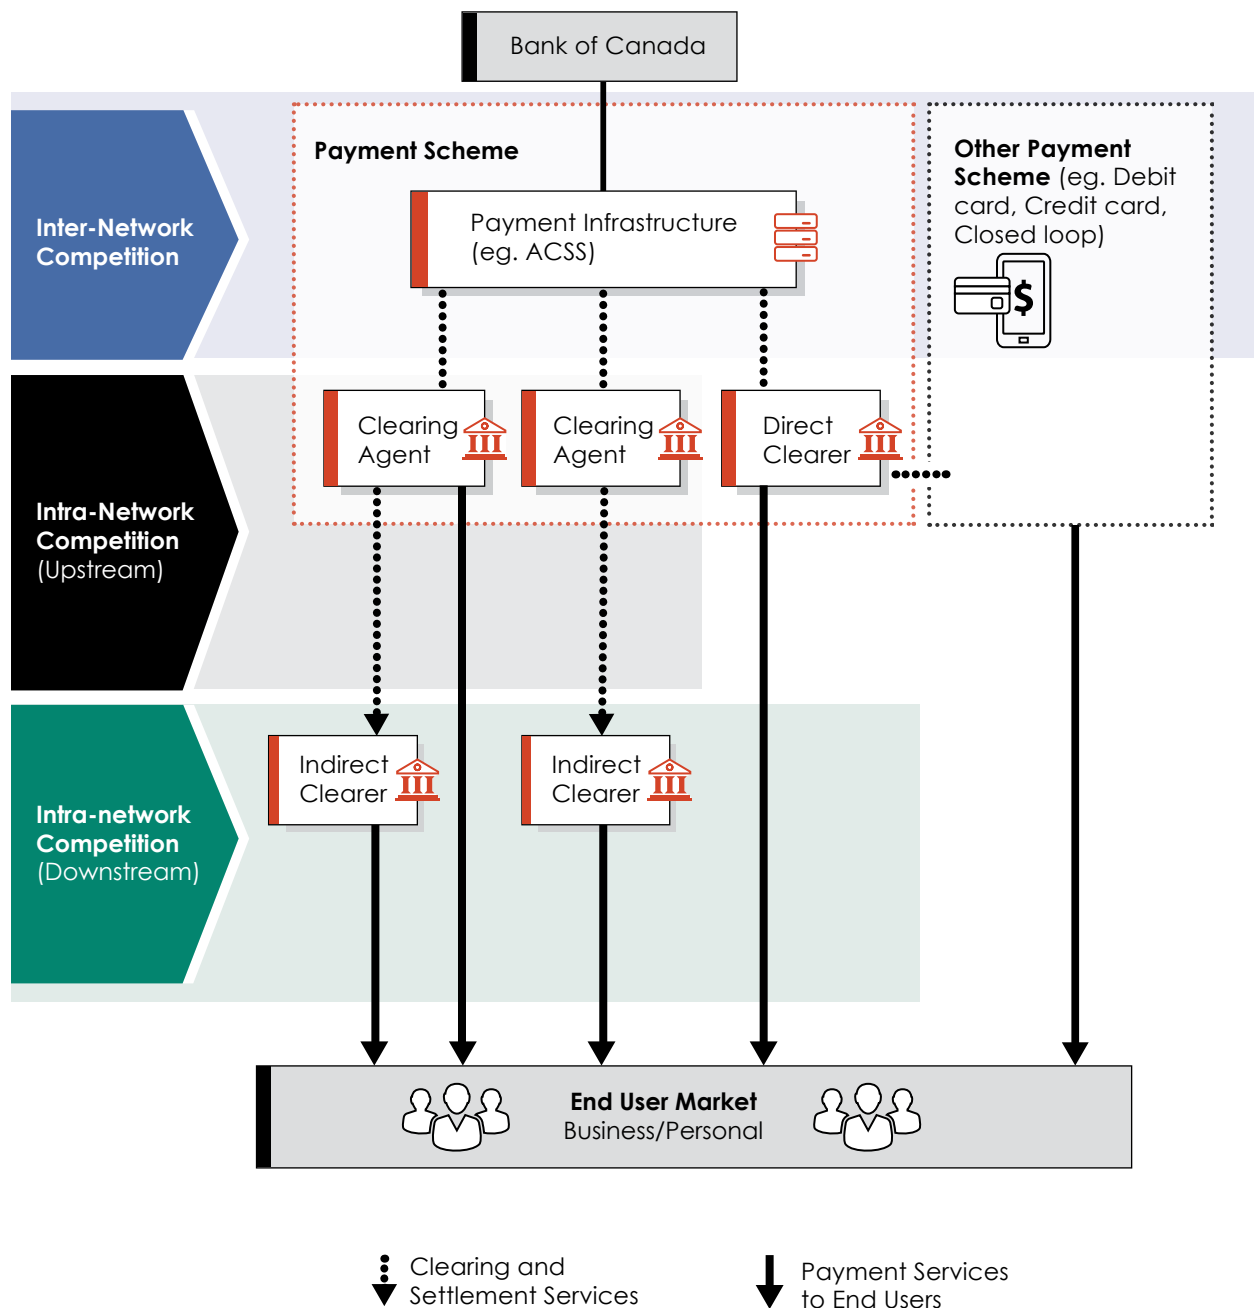 Bank of Canada
Inter-Network
Competition
Payment Scheme
Payment Infrastructure
(eg. ACSS)
Other Payment
Scheme (eg. Debit
card, Credit card,
Closed loop)
$
Intra-Network
Competition
(Upstream)
Clearing
Agent
Clearing
Agent
Direct
Clearer
Intra-network
Competition
(Downstream)
Indirect
Clearer
Indirect
Clearer
End User Market
Business/Personal
Clearing and
Settlement Services
Payment Services
to End Users